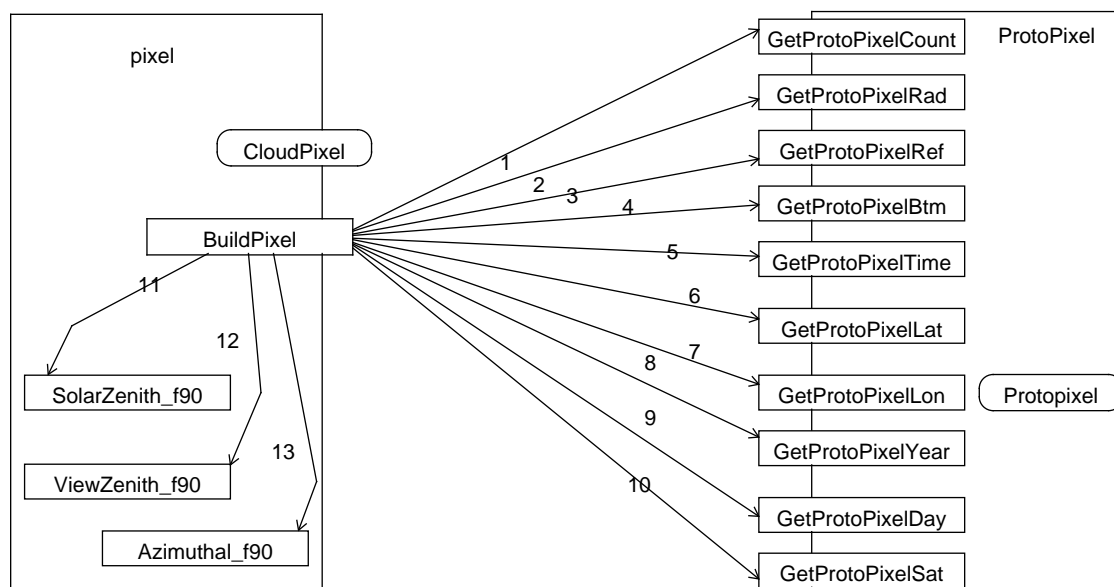 pixel
CloudPixel
BuildPixel
11
12
13
SolarZenith_f90
ViewZenith_f90
Azimuthal_f90
1
2
3
4
5
6
7
8
9
10
GetProtoPixelCount
GetProtoPixelRad
GetProtoPixelRef
GetProtoPixelBtm
GetProtoPixelTime
GetProtoPixelLat
GetProtoPixelLon
GetProtoPixelYear
GetProtoPixelDay
GetProtoPixelSat
ProtoPixel
Protopixel